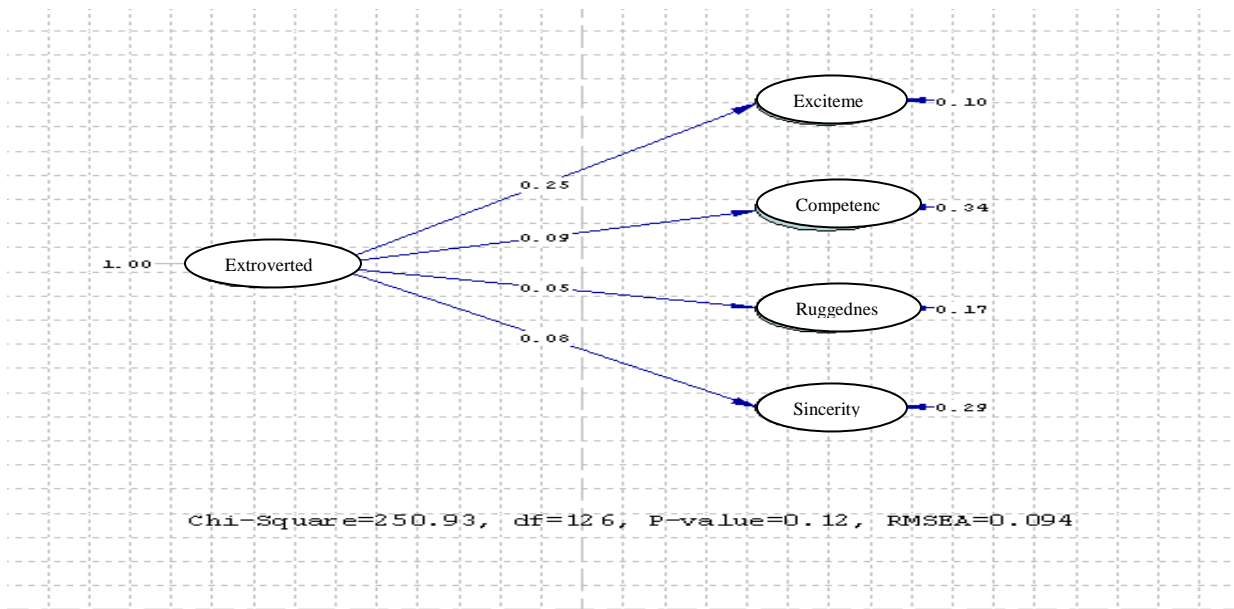 Exciteme
0.10
0.25
Competenc
0.34
0.09
1.00
Extroverted
0.05
Ruggednes
0.17
0.08
Sincerity
0.29
Chi-Square=250.93, df=126, P-value=0.12, RMSEA=0.094